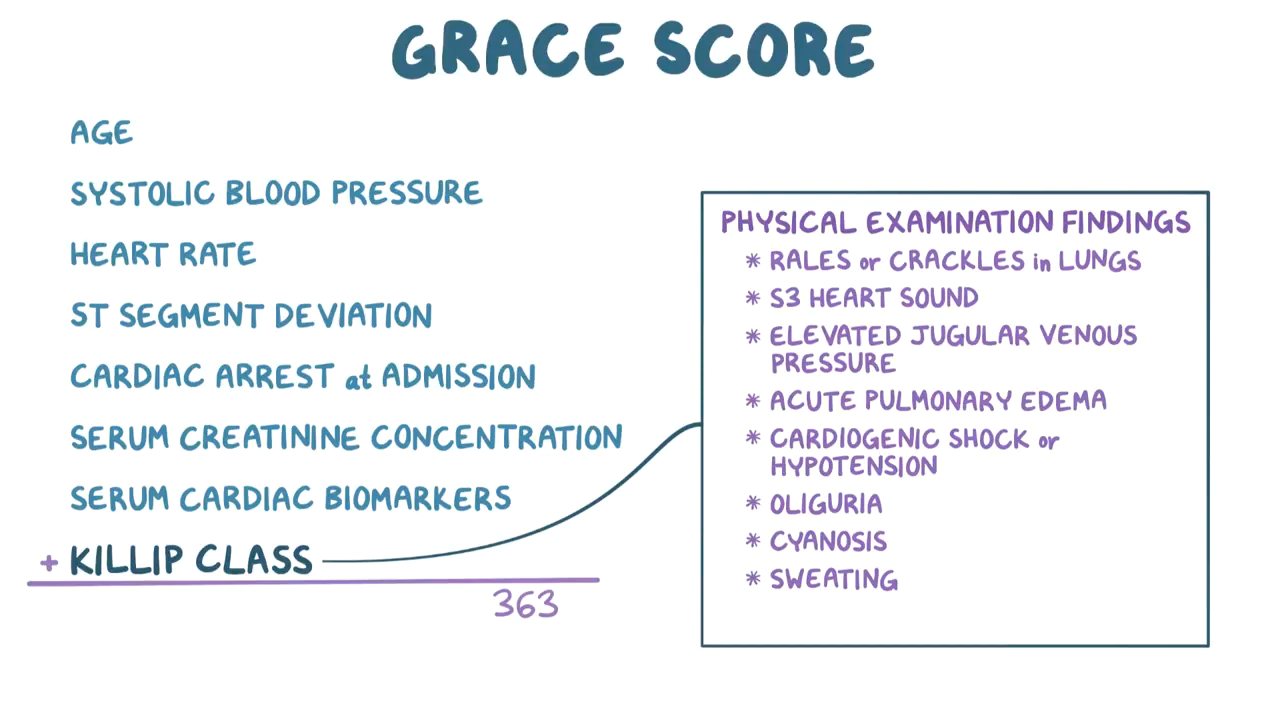 GRACE SCORE
AGE
SYSTOLIC BLOOD PRESSURE
HEART RATE
ST SEGMENT DEVIATION
CARDIAC ARREST at ADMISSION
SERUM CREATININE CONCENTRATION
SERUM CARDIAC BIOMARKERS
+ KILLIP CLASS
363
PHYSICAL EXAMINATION FINDINGS
* RALES or CRACKLES in LUNGS
* S3 HEART SOUND
* ELEVATED JUGULAR VENOUS
PRESSURE
* ACUTE PULMONARY EDEMA
* CARDIOGENIC SHOCK or
HYPOTENSION
* OLIGURIA
* CYANOSIS
* SWEATING